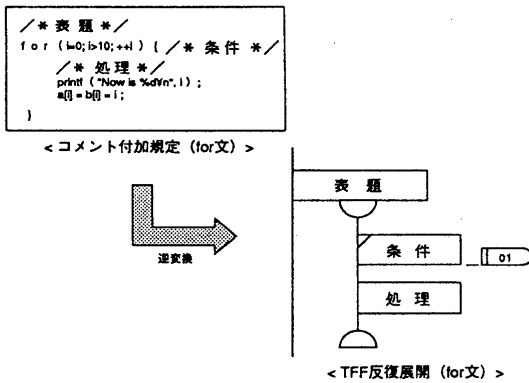 /* 表 題 */
for (i=0; i>10; ++i ) { /* 条 件 */
/* 処 理 */
printf ( "Now is %d¥n", i ) ;
a[i] = b[i] = i ;
}
< コメント付加規定 (for文) >
逆変換
表 題
条 件
01
処 理
< TFF反復展開 (for文) >